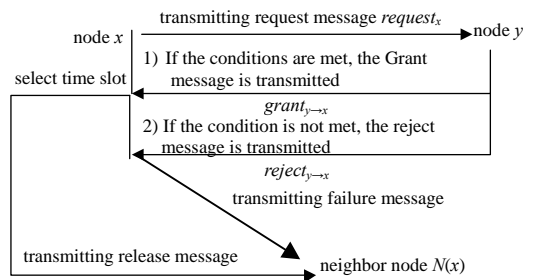 transmitting request message request_x
node x
node y
1) If the conditions are met, the Grant
message is transmitted
select time slot
grant_{y→x}
2) If the condition is not met, the reject
message is transmitted
reject_{y→x}
transmitting failure message
transmitting release message
neighbor node N(x)